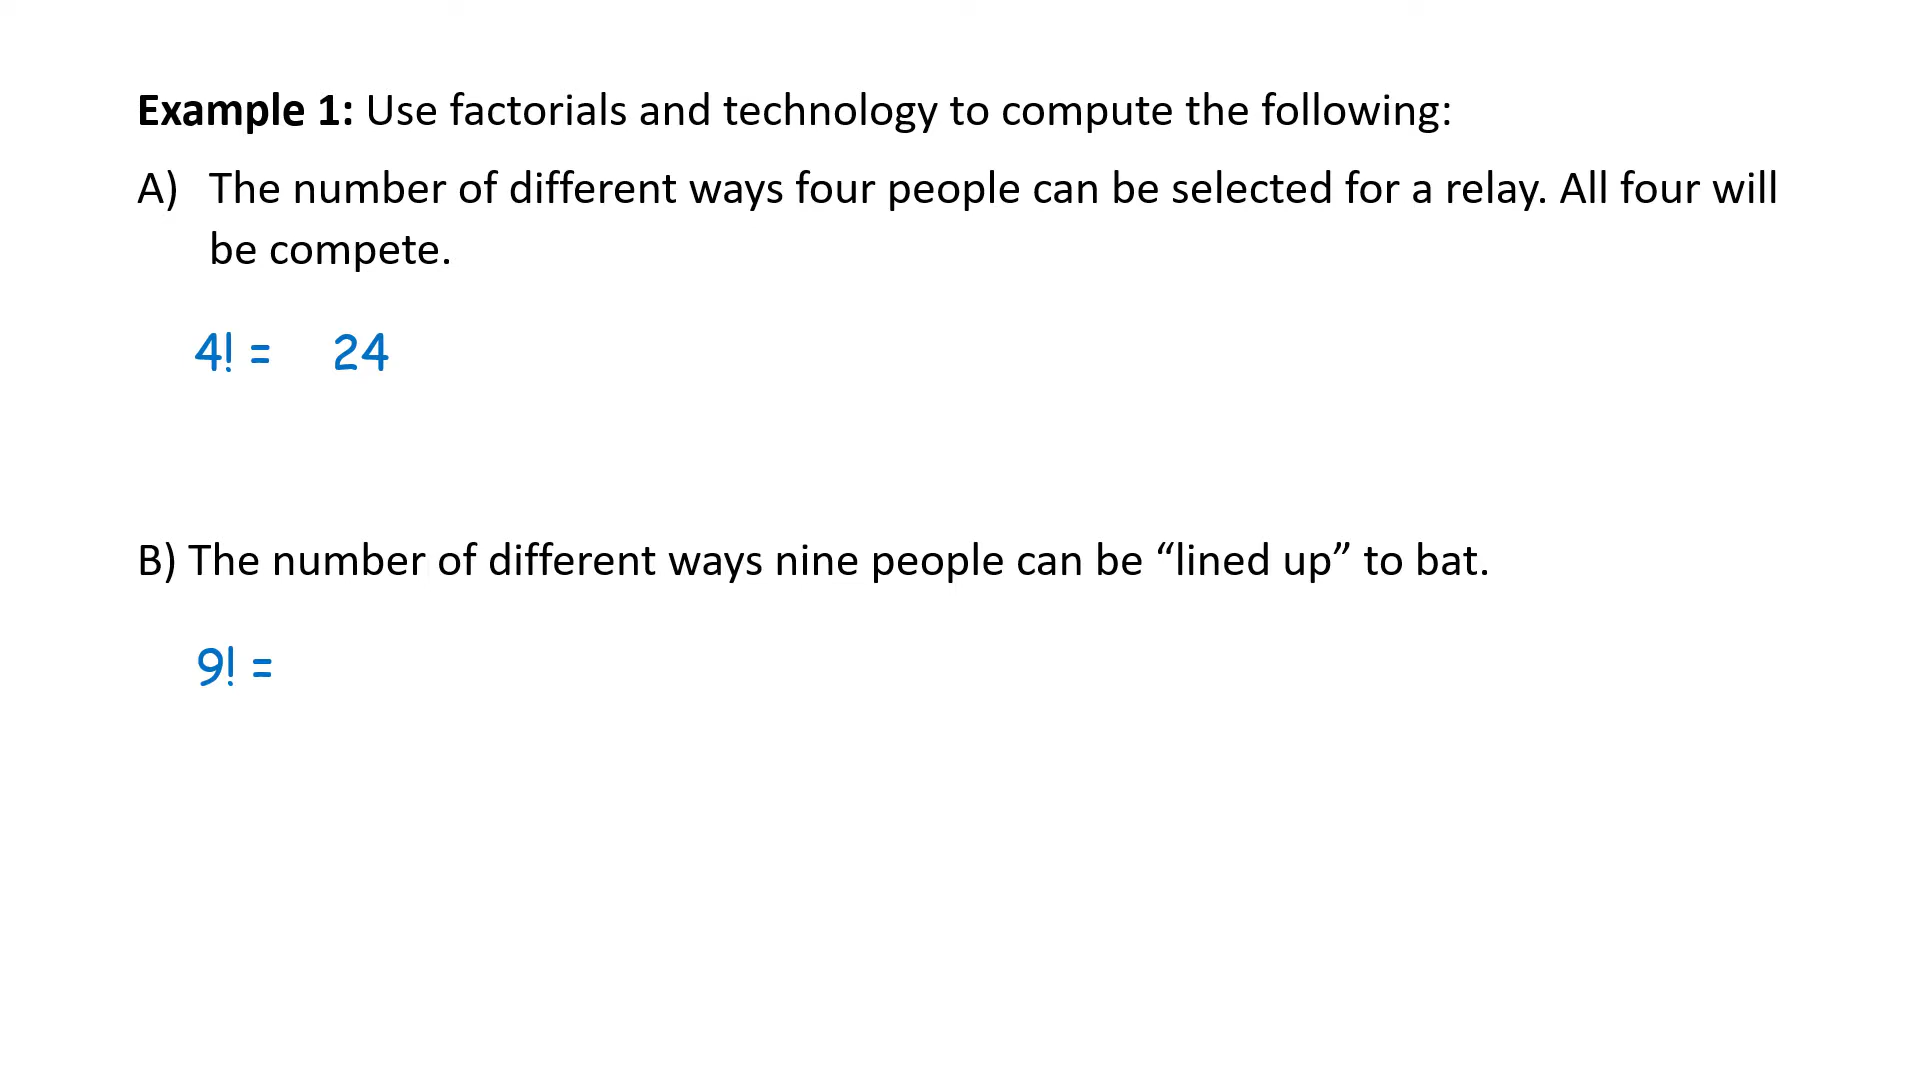 Example 1: Use factorials and technology to compute the following:
A) The number of different ways four people can be selected for a relay. All four will
be compete.
4! = 24
B) The number of different ways nine people can be “lined up” to bat.
9! =